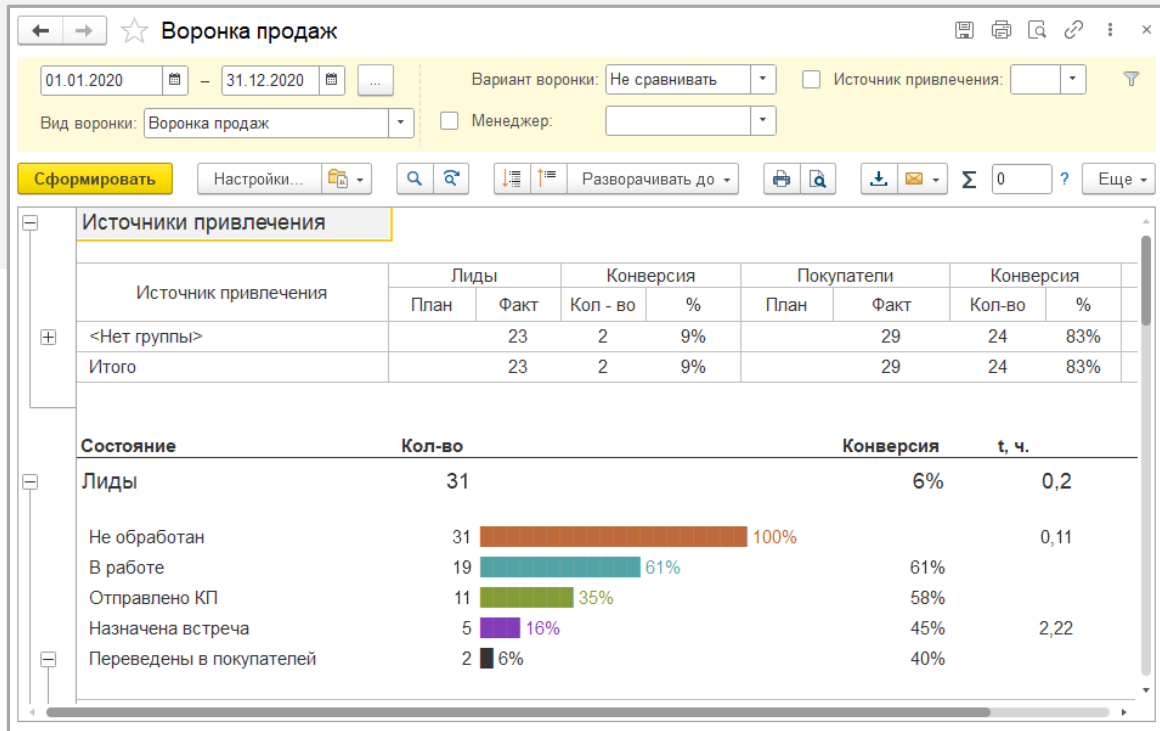 Воронка продаж
01.01.2020 – 31.12.2020 ... Вариант воронки: Не сравнивать Источник привлечения:
Вид воронки: Воронка продаж Менеджер:
Сформировать Настройки... Разворачивать до Σ 0 ? Еще
Источники привлечения
Источник привлечения Лиды Конверсия Покупатели Конверсия
План Факт Кол - во % План Факт Кол-во %
<Нет группы> 23 2 9% 29 24 83%
Итого 23 2 9% 29 24 83%
Состояние Кол-во Конверсия t, ч.
Лиды 31 6% 0,2
Не обработан 31 100% 0,11
В работе 19 61% 61%
Отправлено КП 11 35% 58%
Назначена встреча 5 16% 45% 2,22
Переведены в покупателей 2 6% 40%